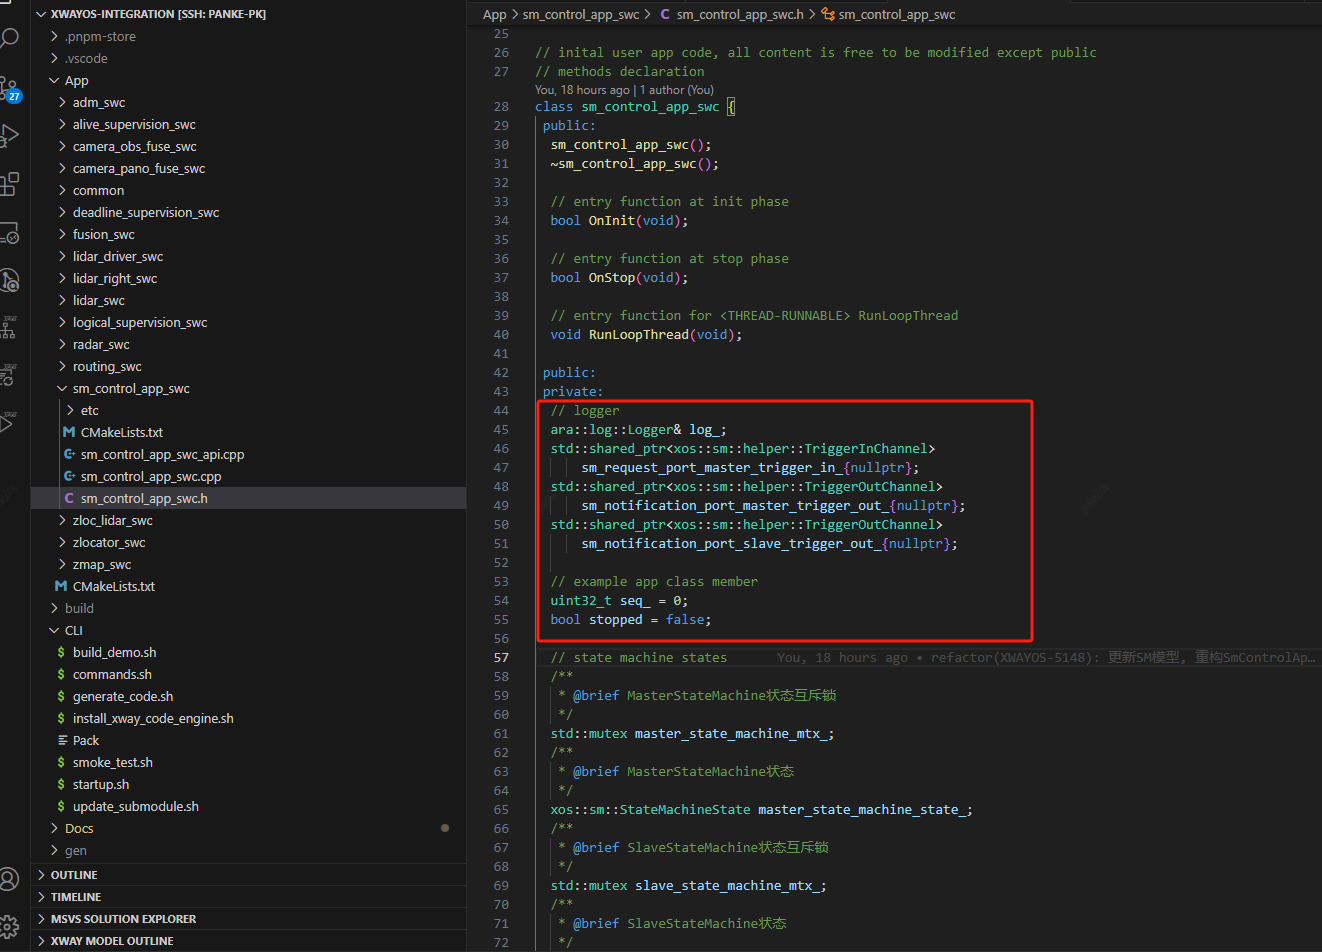 XWAYOS-INTEGRATION [SSH: PANKE-PK]
.pnpm-store
.vscode
App
adm_swc
alive_supervision_swc
camera_obs_fuse_swc
camera_pano_fuse_swc
common
deadline_supervision_swc
fusion_swc
lidar_driver_swc
lidar_right_swc
lidar_swc
logical_supervision_swc
radar_swc
routing_swc
sm_control_app_swc
etc
M CMakeLists.txt
sm_control_app_swc_api.cpp
sm_control_app_swc.cpp
C sm_control_app_swc.h
zloc_lidar_swc
zlocator_swc
zmap_swc
M CMakeLists.txt
build
CLI
$ build_demo.sh
$ commands.sh
$ generate_code.sh
$ install_xway_code_engine.sh
Pack
$ smoke_test.sh
$ startup.sh
$ update_submodule.sh
Docs
gen
OUTLINE
TIMELINE
MSVS SOLUTION EXPLORER
XWAY MODEL OUTLINE
27
App > sm_control_app_swc > C sm_control_app_swc.h > sm_control_app_swc
25
26 // inital user app code, all content is free to be modified except public
27 // methods declaration
You, 18 hours ago | 1 author (You)
28 class sm_control_app_swc {
29 public:
30 sm_control_app_swc();
31 ~sm_control_app_swc();
32
33 // entry function at init phase
34 bool OnInit(void);
35
36 // entry function at stop phase
37 bool OnStop(void);
38
39 // entry function for <THREAD-RUNNABLE> RunLoopThread
40 void RunLoopThread(void);
41
42 public:
43 private:
44 // logger
45 ara::log::Logger& log_;
46 std::shared_ptr<xos::sm::helper::TriggerInChannel>
47 sm_request_port_master_trigger_in_{nullptr};
48 std::shared_ptr<xos::sm::helper::TriggerOutChannel>
49 sm_notification_port_master_trigger_out_{nullptr};
50 std::shared_ptr<xos::sm::helper::TriggerOutChannel>
51 sm_notification_port_slave_trigger_out_{nullptr};
52
53 // example app class member
54 uint32_t seq_ = 0;
55 bool stopped = false;
56
57 // state machine states You, 18 hours ago • refactor(XWAYOS-5148): 更新SM模型, 重构SmControlAp…
58 /**
59 * @brief MasterStateMachine状态互斥锁
60 */
61 std::mutex master_state_machine_mtx_;
62 /**
63 * @brief MasterStateMachine状态
64 */
65 xos::sm::StateMachineState master_state_machine_state_;
66 /**
67 * @brief SlaveStateMachine状态互斥锁
68 */
69 std::mutex slave_state_machine_mtx_;
70 /**
71 * @brief SlaveStateMachine状态
72 */